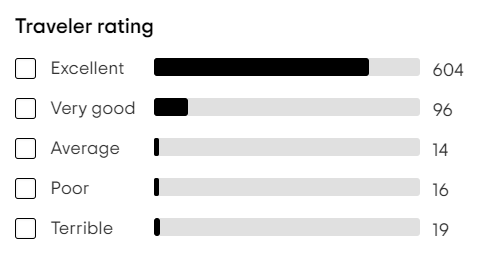 Traveler rating
Excellent 604
Very good 96
Average 14
Poor 16
Terrible 19